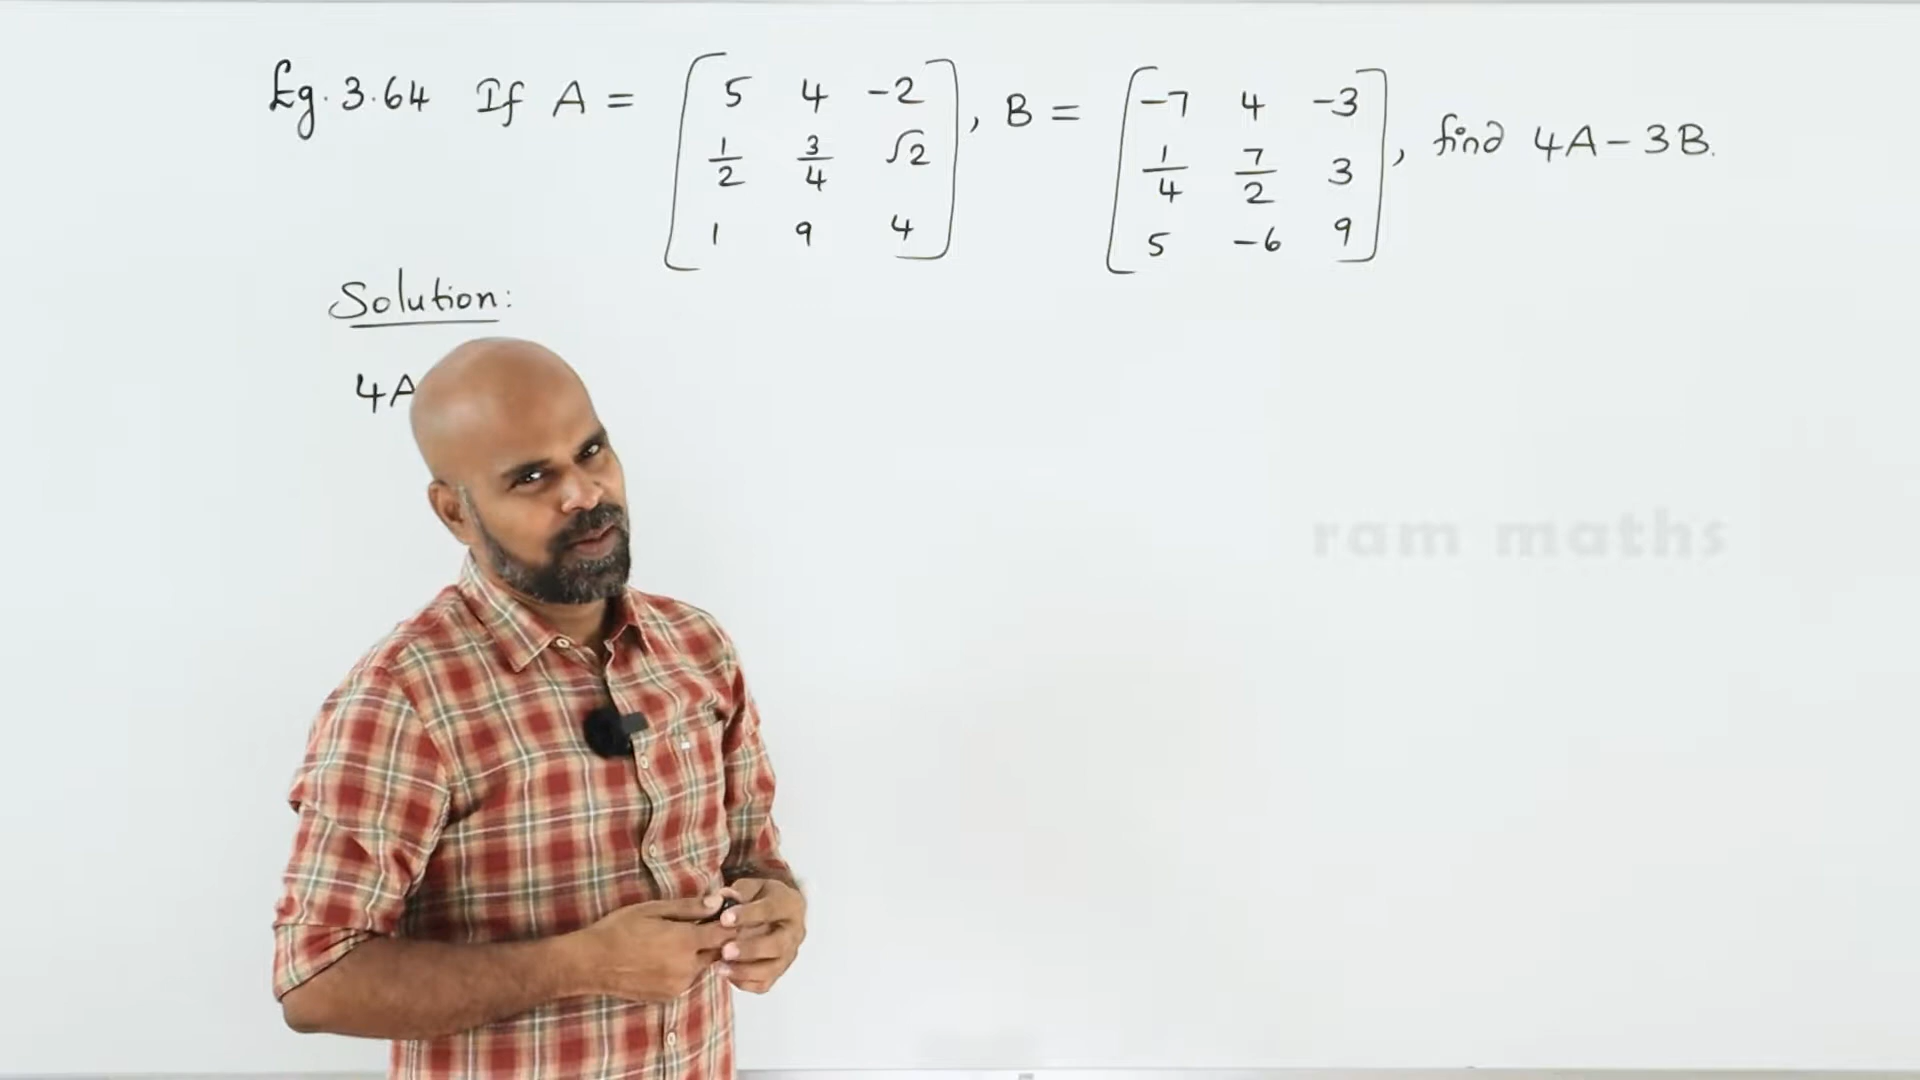 Eg. 3.64 If A = [5 4 -2; 1/2 3/4 √2; 1 9 4], B = [-7 4 -3; 1/4 7/2 3; 5 -6 9], find 4A - 3B.
Solution:
4A
ram maths